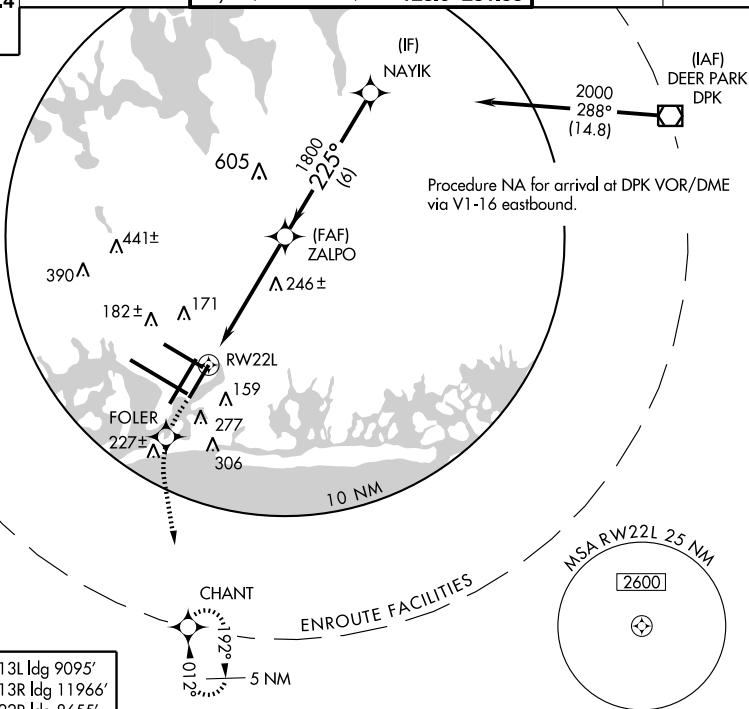 (IF)
NAYIK
(IAF)
DEER PARK
DPK
2000
288°
(14.8)
1800
225°
(6)
605
Procedure NA for arrival at DPK VOR/DME
via V1-16 eastbound.
(FAF)
ZALPO
441±
390
246±
182±
171
RW22L
159
FOLER
277
227±
306
10 NM
MSA RW22L 25 NM
2600
CHANT
ENROUTE FACILITIES
192°
012°
5 NM
13L ldg 9095'
13R ldg 11966'